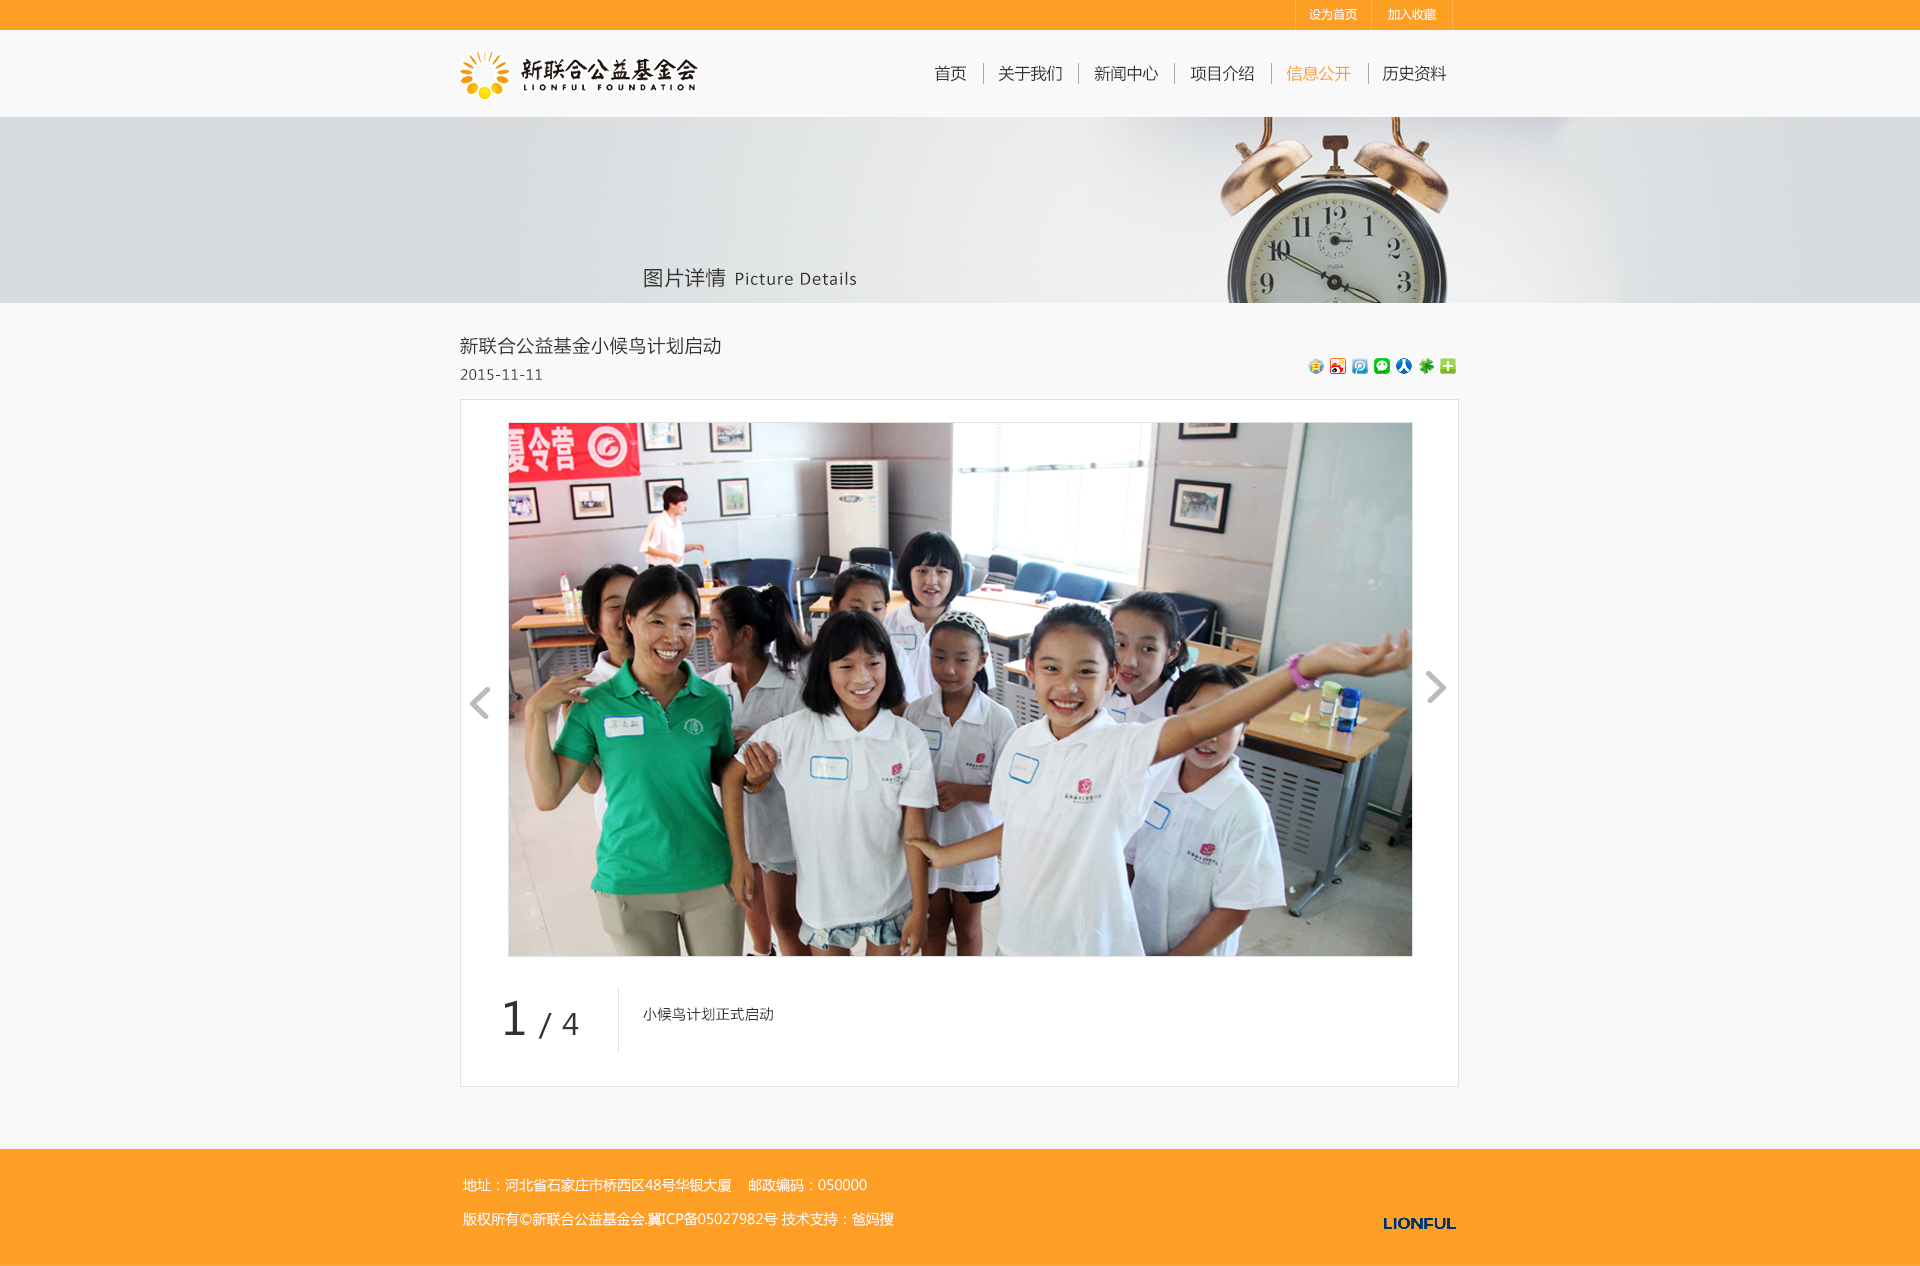 设为首页 加入收藏
新联合公益基金会
LIONFUL FOUNDATION
首页 关于我们 新闻中心 项目介绍 信息公开 历史资料
12 1 2 3 9 10 11
图片详情 Picture Details
新联合公益基金小候鸟计划启动
2015-11-11
夏令营
1 / 4
小候鸟计划正式启动
地址：河北省石家庄市桥西区48号华银大厦 邮政编码：050000
版权所有©新联合公益基金会.冀ICP备05027982号 技术支持：爸妈搜
LIONFUL